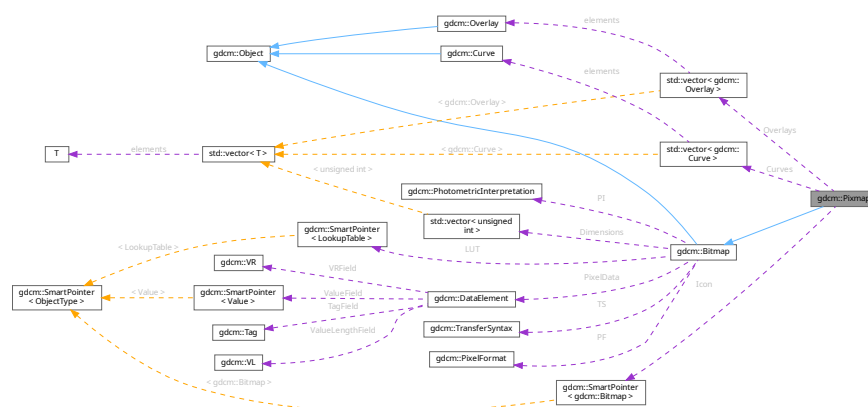 gdcm::Overlay
elements
gdcm::Object
gdcm::Curve
elements
std::vector< gdcm::
Overlay >
< gdcm::Overlay >
Overlays
T
elements
std::vector< T >
< gdcm::Curve >
std::vector< gdcm::
Curve >
< unsigned int >
Curves
gdcm::PhotometricInterpretation
PI
gdcm::Pixmap
std::vector< unsigned
int >
Dimensions
gdcm::SmartPointer
< LookupTable >
< LookupTable >
LUT
gdcm::Bitmap
gdcm::VR
VRField
PixelData
Icon
gdcm::SmartPointer
< ObjectType >
< Value >
gdcm::SmartPointer
< Value >
ValueField
gdcm::DataElement
TagField
TS
gdcm::Tag
ValueLengthField
gdcm::TransferSyntax
PF
gdcm::VL
gdcm::PixelFormat
< gdcm::Bitmap >
gdcm::SmartPointer
< gdcm::Bitmap >